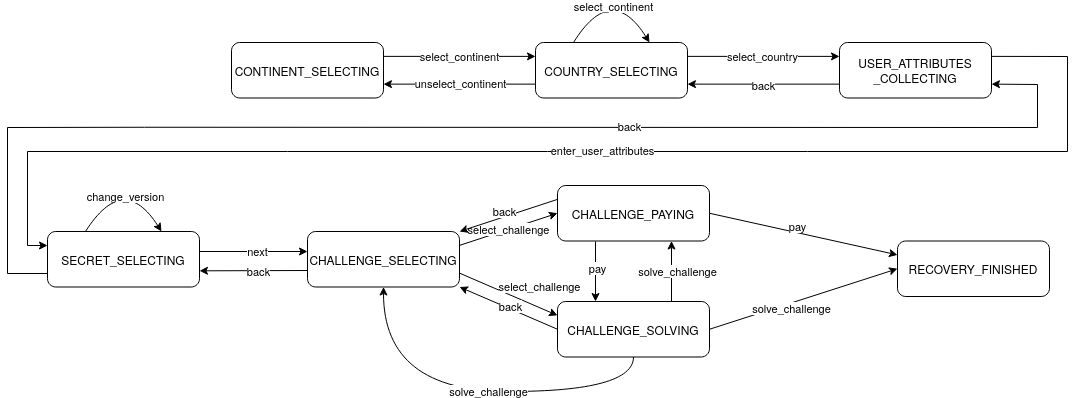 select_continent
CONTINENT_SELECTING
select_continent
unselect_continent
COUNTRY_SELECTING
select_country
back
USER_ATTRIBUTES
_COLLECTING
back
enter_user_attributes
change_version
SECRET_SELECTING
next
back
CHALLENGE_SELECTING
back
select_challenge
CHALLENGE_PAYING
pay
pay
solve_challenge
select_challenge
back
CHALLENGE_SOLVING
solve_challenge
RECOVERY_FINISHED
solve_challenge